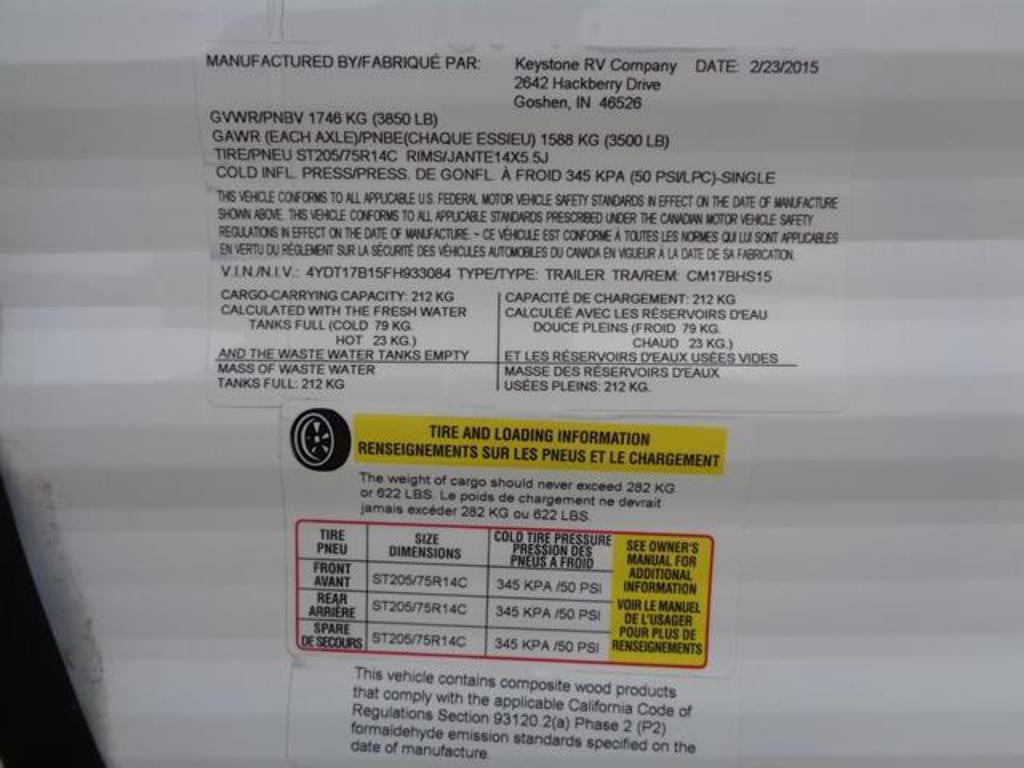 MANUFACTURED BY/FABRIQUÉ PAR: Keystone RV Company DATE: 2/23/2015
2642 Hackberry Drive
Goshen, IN 46526
GVWR/PNBV 1746 KG (3850 LB)
GAWR (EACH AXLE)/PNBE(CHAQUE ESSIEU) 1588 KG (3500 LB)
TIRE/PNEU ST205/75R14C RIMS/JANTE14X5.5J
COLD INFL. PRESS/PRESS. DE GONFL. À FROID 345 KPA (50 PSI/LPC)-SINGLE
THIS VEHICLE CONFORMS TO ALL APPLICABLE U.S. FEDERAL MOTOR VEHICLE SAFETY STANDARDS IN EFFECT ON THE DATE OF MANUFACTURE
SHOWN ABOVE. THIS VEHICLE CONFORMS TO ALL APPLICABLE STANDARDS PRESCRIBED UNDER THE CANADIAN MOTOR VEHICLE SAFETY
REGULATIONS IN EFFECT ON THE DATE OF MANUFACTURE. - CE VÉHICULE EST CONFORME À TOUTES LES NORMES QUI LUI SONT APPLICABLES
EN VERTU DU RÈGLEMENT SUR LA SÉCURITÉ DES VÉHICULES AUTOMOBILES DU CANADA EN VIGUEUR À LA DATE DE SA FABRICATION.
V.I.N./N.I.V.: 4YDT17B15FH933084 TYPE/TYPE: TRAILER TRA/REM: CM17BHS15
CARGO-CARRYING CAPACITY: 212 KG
CALCULATED WITH THE FRESH WATER
TANKS FULL (COLD 79 KG.
HOT 23 KG.)
AND THE WASTE WATER TANKS EMPTY
MASS OF WASTE WATER
TANKS FULL: 212 KG
CAPACITÉ DE CHARGEMENT: 212 KG
CALCULÉE AVEC LES RÉSERVOIRS D'EAU
DOUCE PLEINS (FROID 79 KG.
CHAUD 23 KG.)
ET LES RÉSERVOIRS D'EAUX USÉES VIDES
MASSE DES RÉSERVOIRS D'EAUX
USÉES PLEINS: 212 KG.
TIRE AND LOADING INFORMATION
RENSEIGNEMENTS SUR LES PNEUS ET LE CHARGEMENT
The weight of cargo should never exceed 282 KG
or 622 LBS. Le poids de chargement ne devrait
jamais excéder 282 KG ou 622 LBS.
TIRE
PNEU
SIZE
DIMENSIONS
COLD TIRE PRESSURE
PRESSION DES
PNEUS A FROID
FRONT
AVANT
ST205/75R14C 345 KPA /50 PSI
REAR
ARRIÈRE
ST205/75R14C 345 KPA /50 PSI
SPARE
DE SECOURS
ST205/75R14C 345 KPA /50 PSI
SEE OWNER'S
MANUAL FOR
ADDITIONAL
INFORMATION
VOIR LE MANUEL
DE L'USAGER
POUR PLUS DE
RENSEIGNEMENTS
This vehicle contains composite wood products
that comply with the applicable California Code of
Regulations Section 93120.2(a) Phase 2 (P2)
formaldehyde emission standards specified on the
date of manufacture.